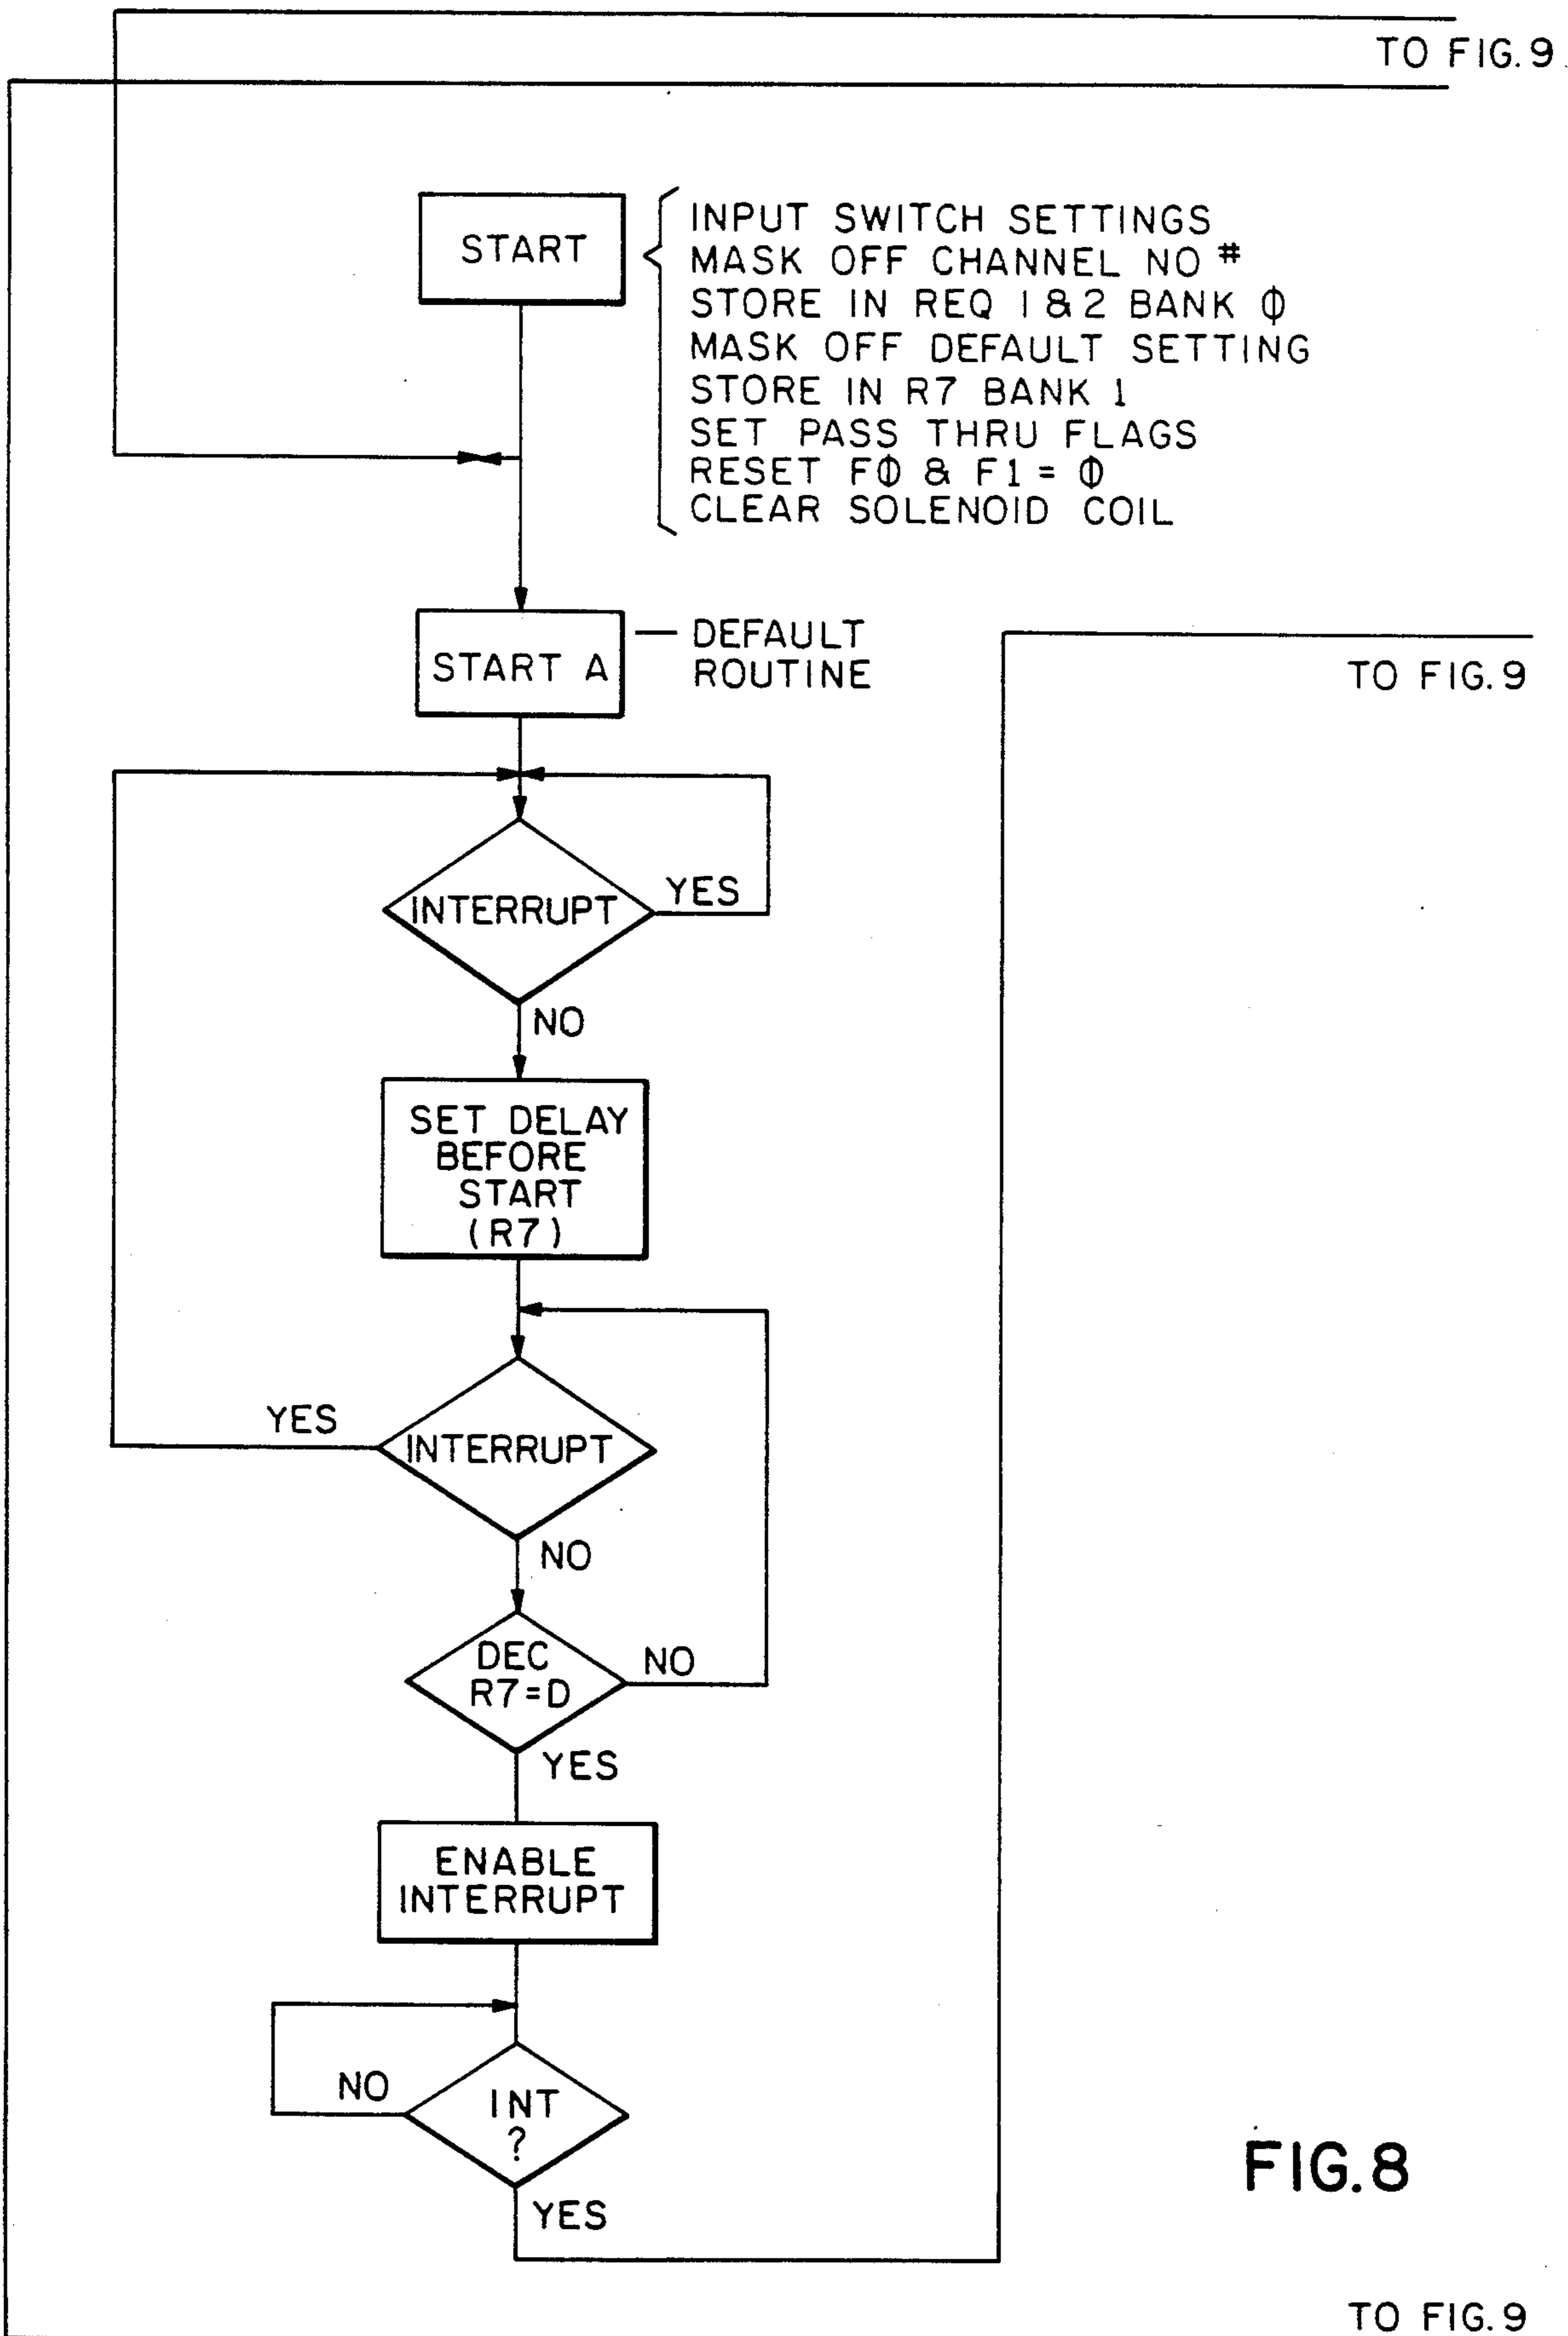 TO FIG. 9
START
INPUT SWITCH SETTINGS
MASK OFF CHANNEL NO #
STORE IN REQ 1 & 2 BANK Φ
MASK OFF DEFAULT SETTING
STORE IN R7 BANK 1
SET PASS THRU FLAGS
RESET FΦ & F1 = Φ
CLEAR SOLENOID COIL
START A
— DEFAULT
ROUTINE
TO FIG. 9
INTERRUPT
YES
NO
SET DELAY
BEFORE
START
(R7)
INTERRUPT
YES
NO
DEC
R7=D
NO
YES
ENABLE
INTERRUPT
INT
?
NO
YES
FIG. 8
TO FIG. 9